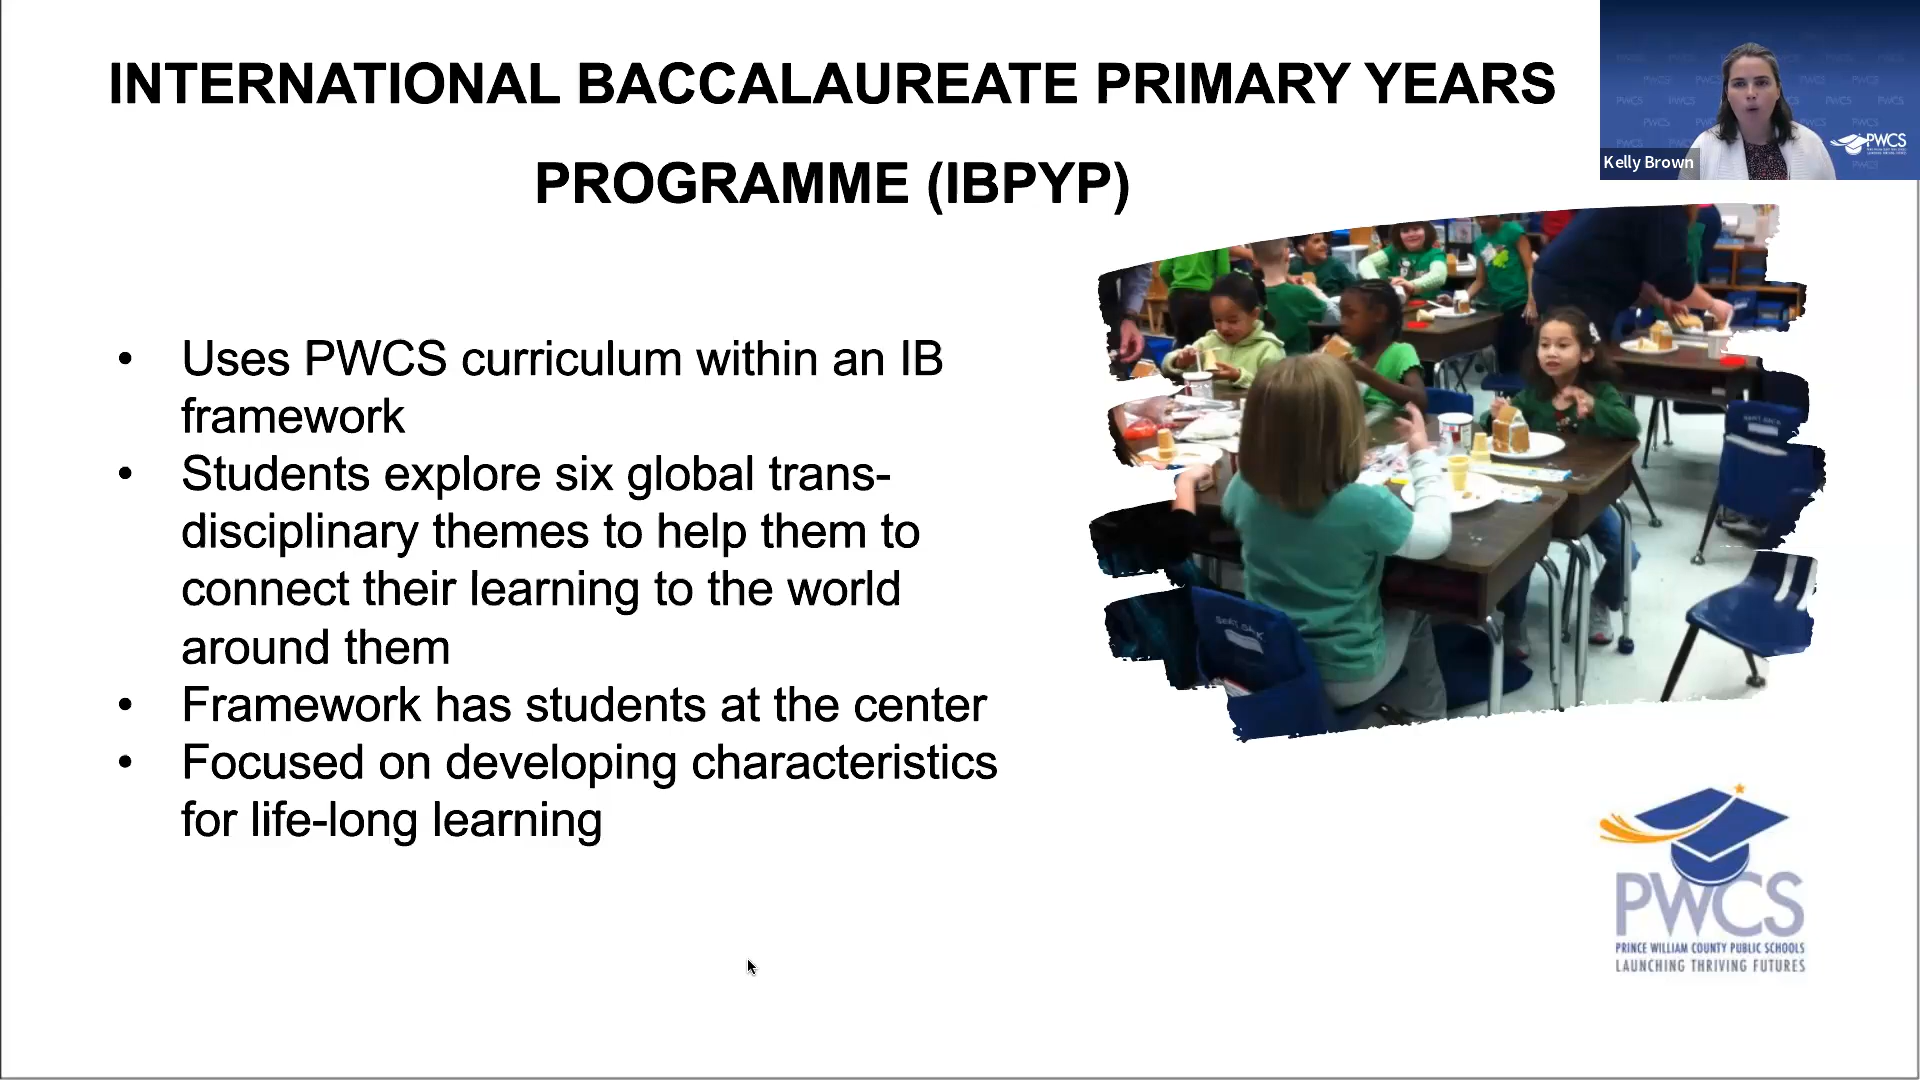 INTERNATIONAL BACCALAUREATE PRIMARY YEARS
PROGRAMME (IBPYP)
Kelly Brown
PWCS
• Uses PWCS curriculum within an IB
framework
• Students explore six global trans-
disciplinary themes to help them to
connect their learning to the world
around them
• Framework has students at the center
• Focused on developing characteristics
for life-long learning
PWCS
PRINCE WILLIAM COUNTY PUBLIC SCHOOLS
LAUNCHING THRIVING FUTURES